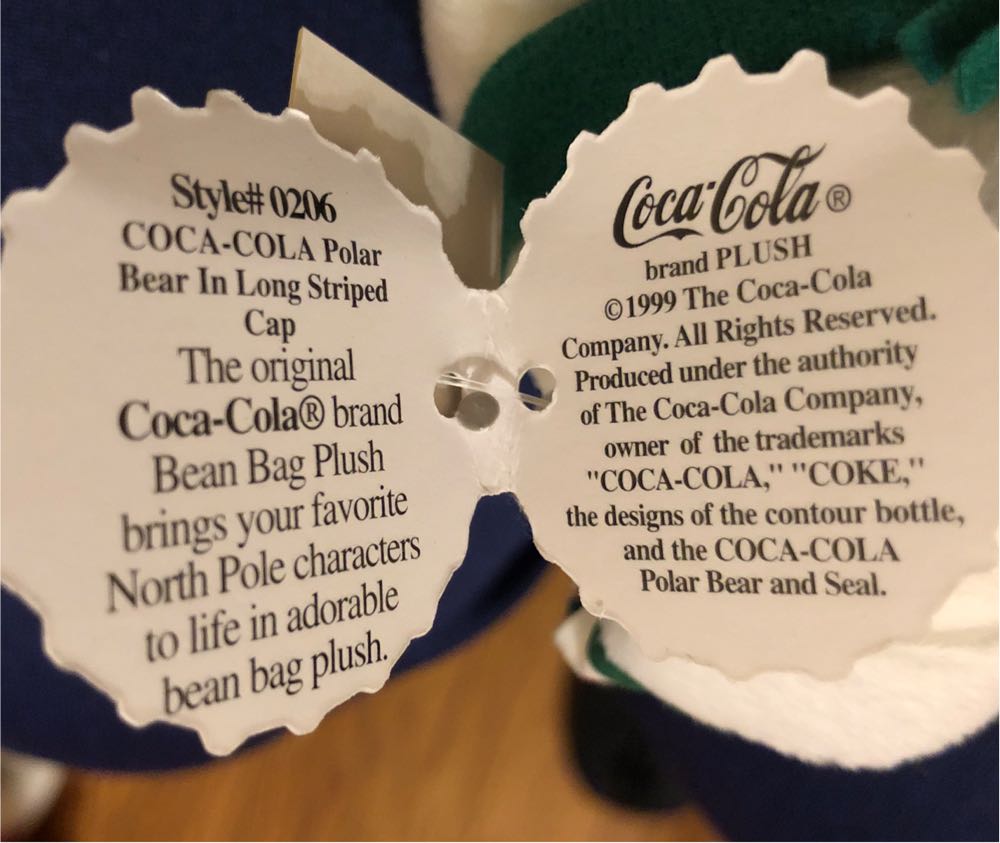 Style# 0206
COCA-COLA Polar
Bear In Long Striped
Cap
The original
Coca-Cola® brand
Bean Bag Plush
brings your favorite
North Pole characters
to life in adorable
bean bag plush.
Coca-Cola®
brand PLUSH
©1999 The Coca-Cola
Company. All Rights Reserved.
Produced under the authority
of The Coca-Cola Company,
owner of the trademarks
"COCA-COLA," "COKE,"
the designs of the contour bottle,
and the COCA-COLA
Polar Bear and Seal.